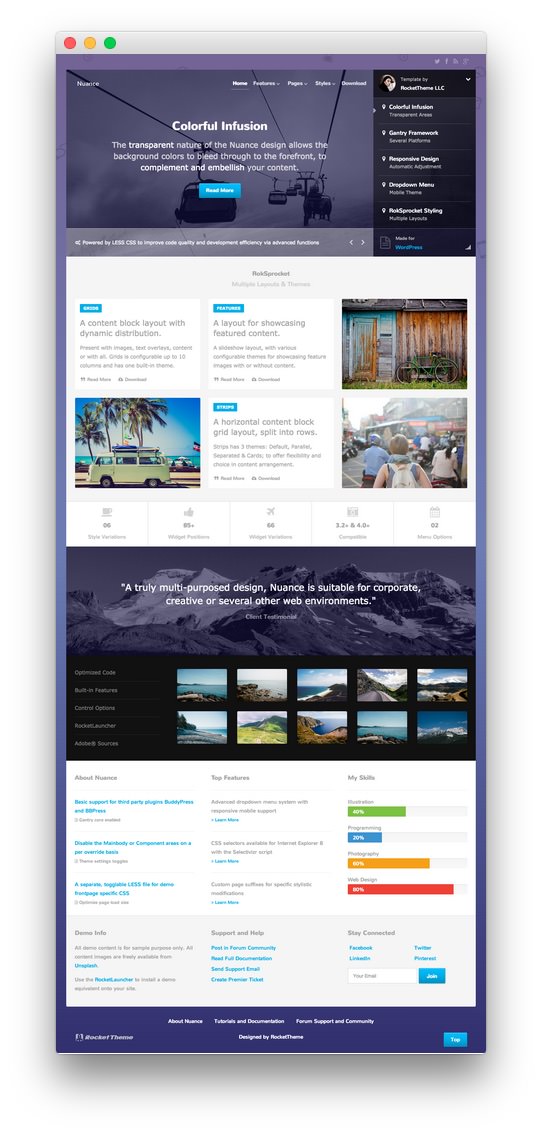 Nuance
Home Features Pages Styles Download
Template by
RocketTheme LLC
Colorful Infusion
Transparent Areas
Gantry Framework
Several Platforms
Responsive Design
Automatic Adjustment
Dropdown Menu
Mobile Theme
RokSprocket Styling
Multiple Layouts
Made for
WordPress
Colorful Infusion
The transparent nature of the Nuance design allows the
background colors to bleed through to the forefront, to
complement and embellish your content.
Read More
Powered by LESS CSS to improve code quality and development efficiency via advanced functions
RokSprocket
Multiple Layouts & Themes
GRIDS
A content block layout with
dynamic distribution.
Present with images, text overlays, content
or with all. Grids is configurable up to 10
columns and has one built-in theme.
Read More Download
FEATURES
A layout for showcasing
featured content.
A slideshow layout, with various
configurable themes for showcasing feature
images with or without content.
Read More Download
STRIPS
A horizontal content block
grid layout, split into rows.
Strips has 3 themes: Default, Parallel,
Separated & Cards; to offer flexibility and
choice in content arrangement.
Read More Download
06
Style Variations
85+
Widget Positions
66
Widget Variations
3.2+ & 4.0+
Compatible
02
Menu Options
"A truly multi-purposed design, Nuance is suitable for corporate,
creative or several other web environments."
Client Testimonial
Optimized Code
Built-in Features
Control Options
RocketLauncher
Adobe® Sources
About Nuance
Basic support for third party plugins BuddyPress
and BBPress
Gantry core enabled
Disable the Mainbody or Component areas on a
per override basis
Theme settings toggles
A separate, togglable LESS file for demo
frontpage specific CSS
Optimize page load size
Top Features
Advanced dropdown menu system with
responsive mobile support
+ Learn More
CSS selectors available for Internet Explorer 8
with the Selectivizr script
+ Learn More
Custom page suffixes for specific stylistic
modifications
+ Learn More
My Skills
Illustration
40%
Programming
20%
Photography
60%
Web Design
80%
Demo Info
All demo content is for sample purpose only. All
content images are freely available from
Unsplash.
Use the RocketLauncher to install a demo
equivalent onto your site.
Support and Help
Post in Forum Community
Read Full Documentation
Send Support Email
Create Premier Ticket
Stay Connected
Facebook Twitter
LinkedIn Pinterest
Your Email Join
About Nuance Tutorials and Documentation Forum Support and Community
RocketTheme
Designed by RocketTheme
Top